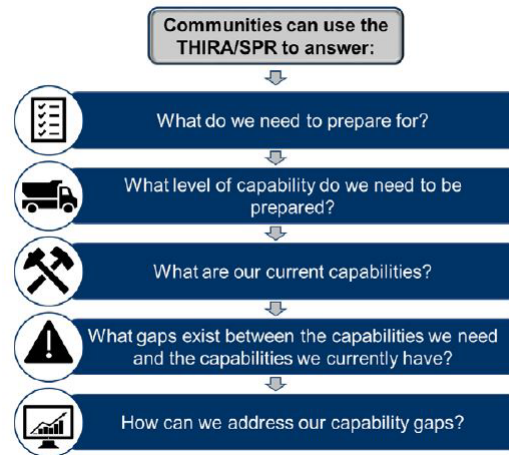 Communities can use the
THIRA/SPR to answer:
What do we need to prepare for?
What level of capability do we need to be
prepared?
What are our current capabilities?
What gaps exist between the capabilities we need
and the capabilities we currently have?
How can we address our capability gaps?